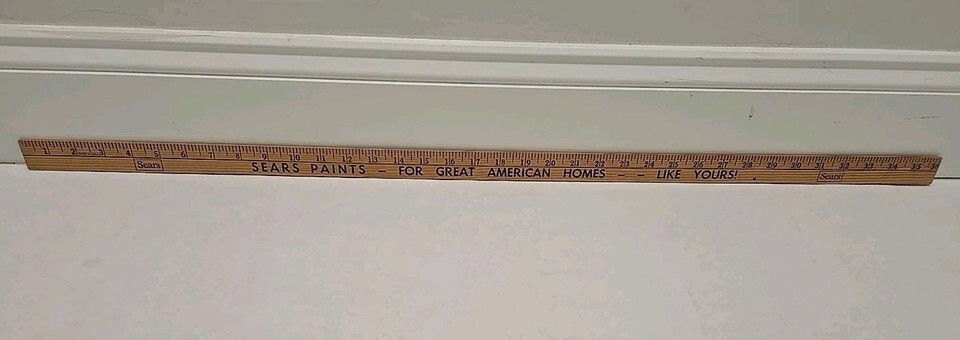 1 2 3 4 5 6 7 8 9 10 11 12 13 14 15 16 17 18 19 20 21 22 23 24 25 26 27 28 29 30 31 32 33 34 35
Sears SEARS PAINTS — FOR GREAT AMERICAN HOMES — — LIKE YOURS! Sears